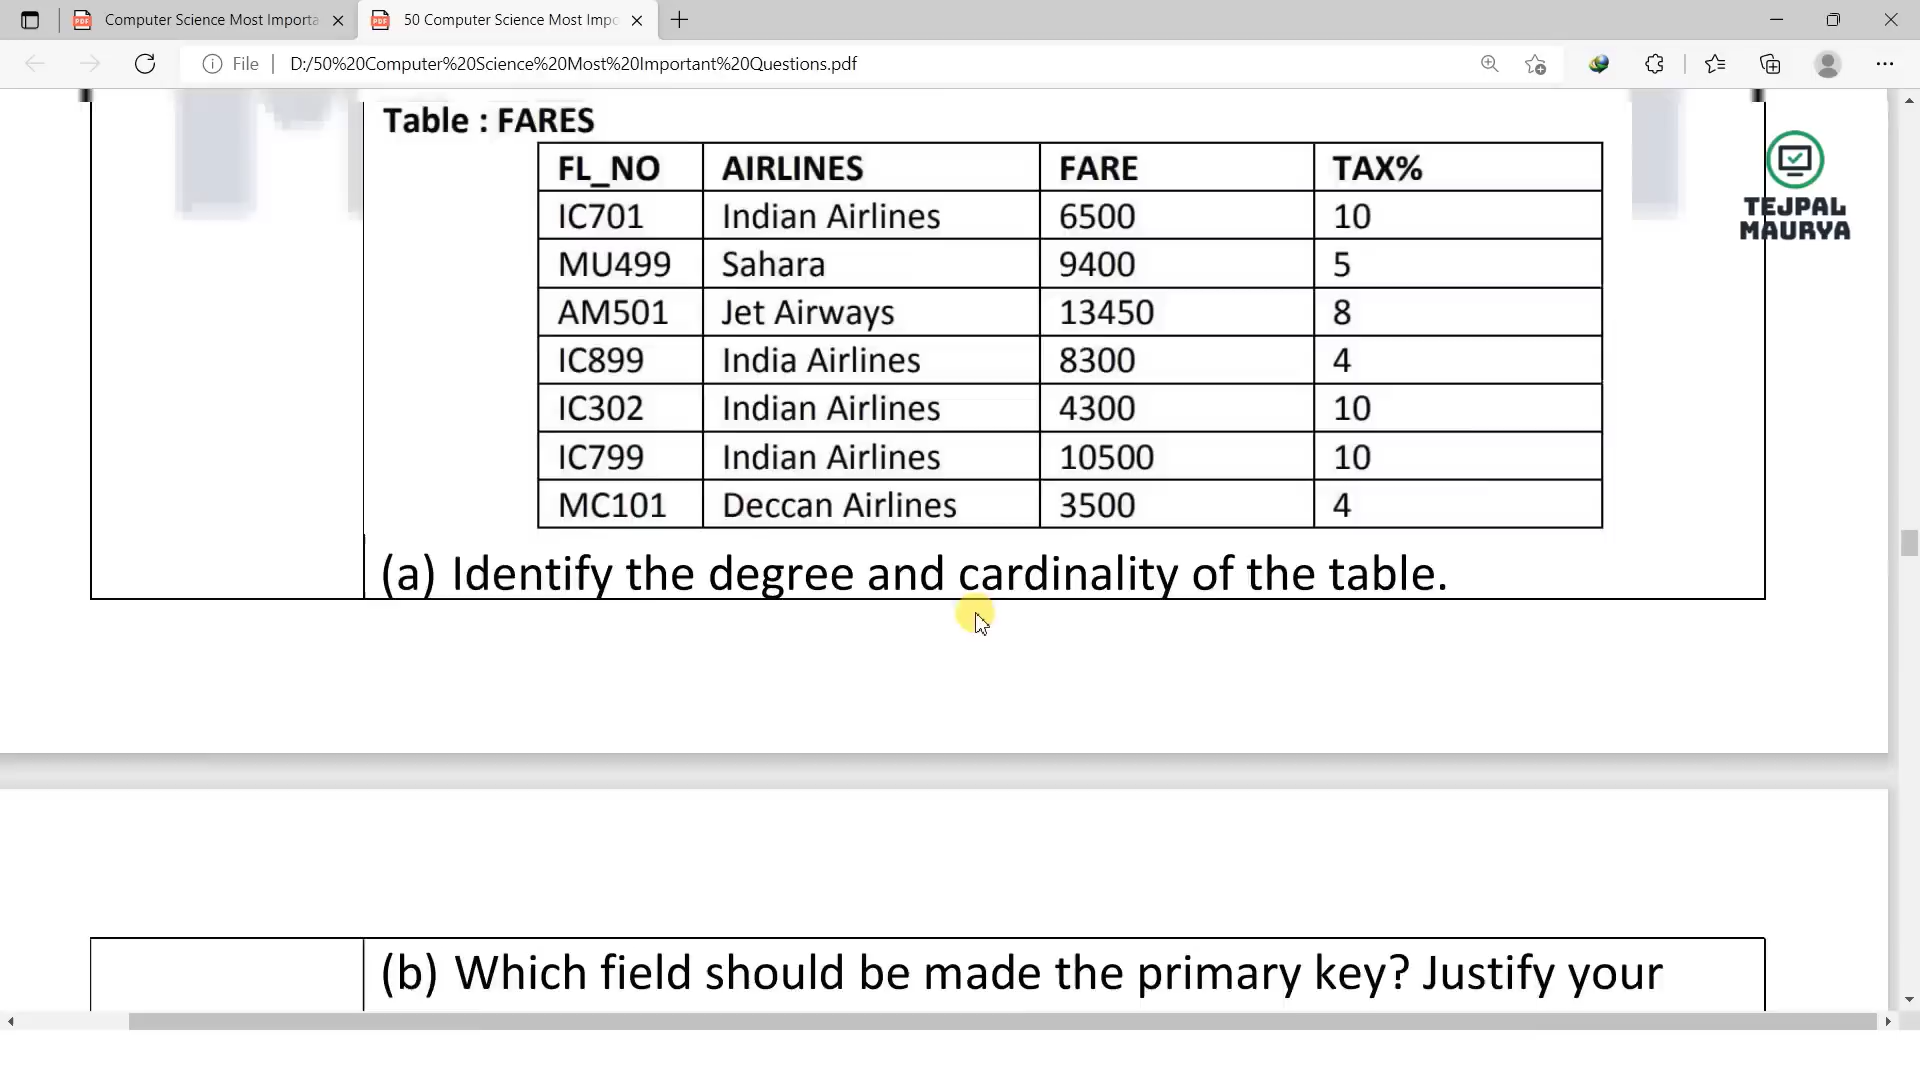 Computer Science Most Importa
50 Computer Science Most Impo
File
D:/50%20Computer%20Science%20Most%20Important%20Questions.pdf
Table : FARES
FL_NO AIRLINES FARE TAX%
IC701 Indian Airlines 6500 10
MU499 Sahara 9400 5
AM501 Jet Airways 13450 8
IC899 India Airlines 8300 4
IC302 Indian Airlines 4300 10
IC799 Indian Airlines 10500 10
MC101 Deccan Airlines 3500 4
TEJPAL
MAURYA
(a) Identify the degree and cardinality of the table.
(b) Which field should be made the primary key? Justify your